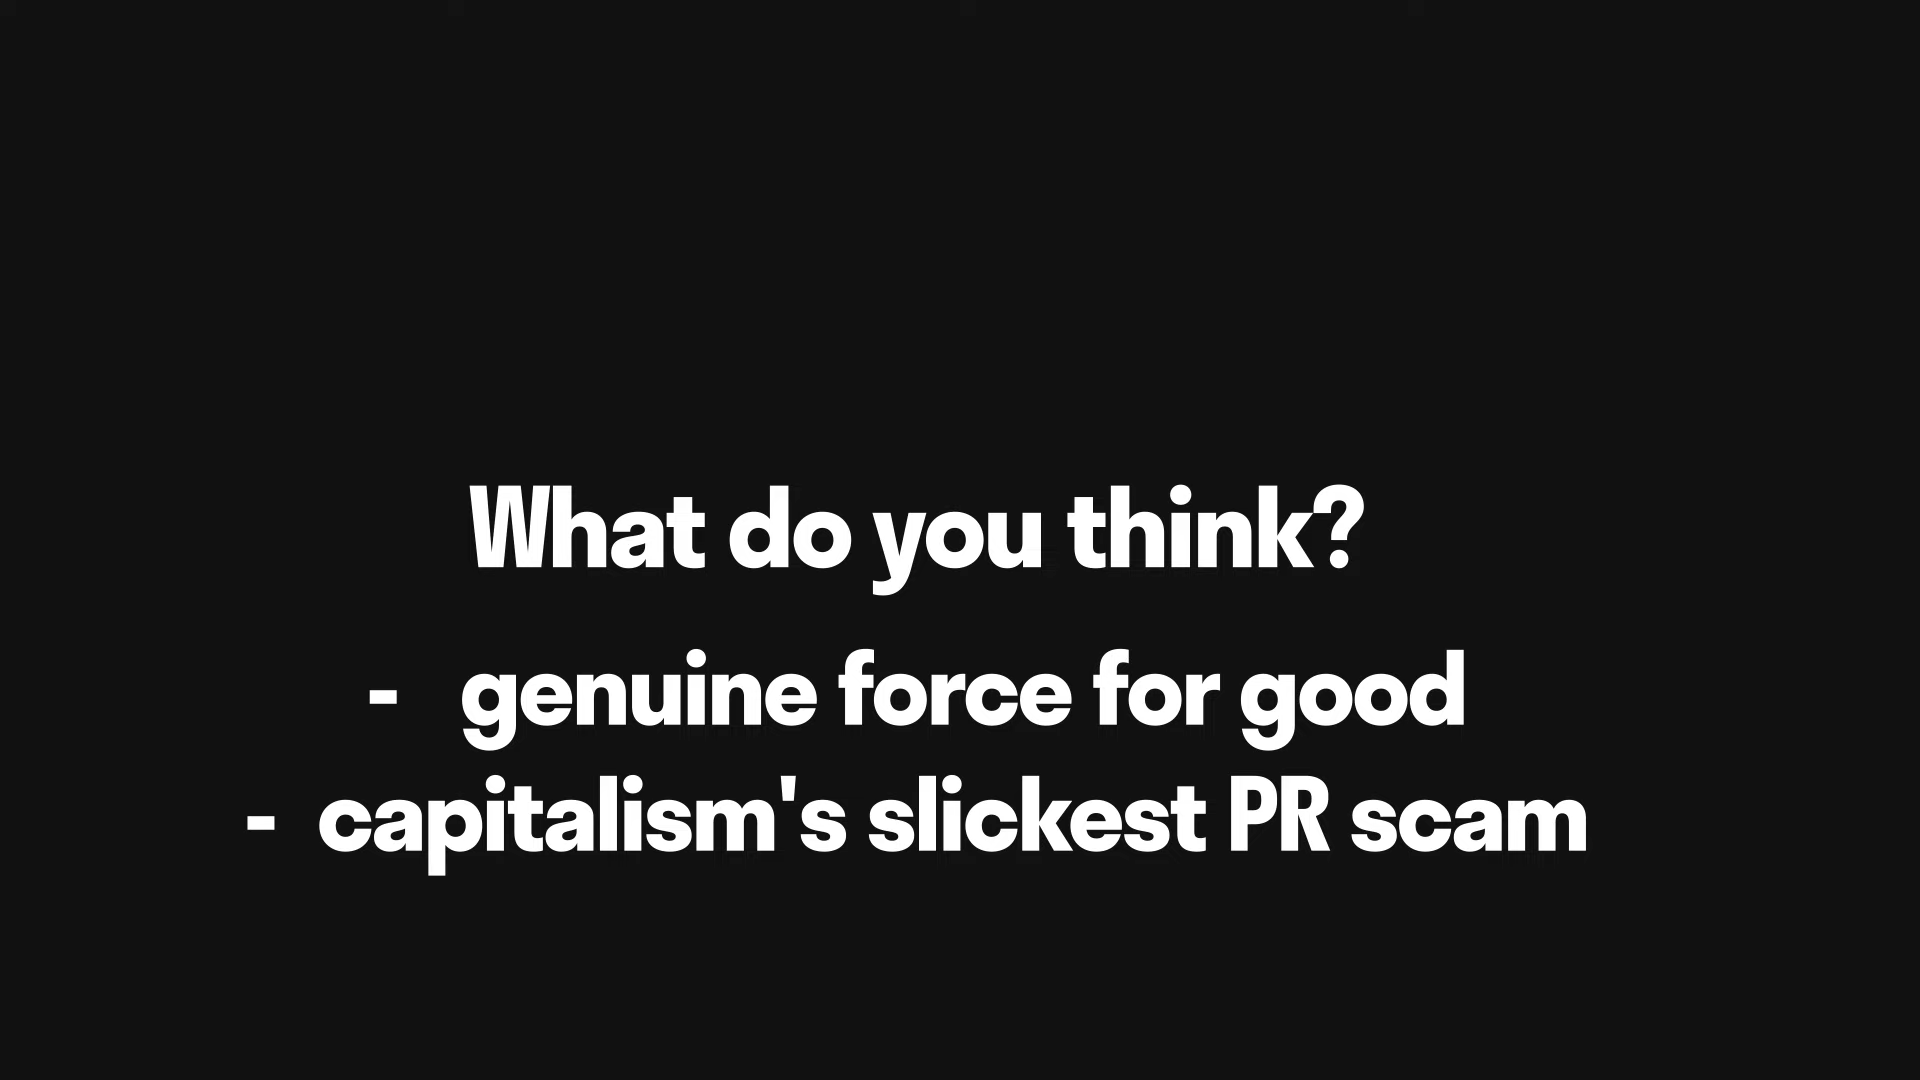 What do you think?
- genuine force for good
- capitalism's slickest PR scam